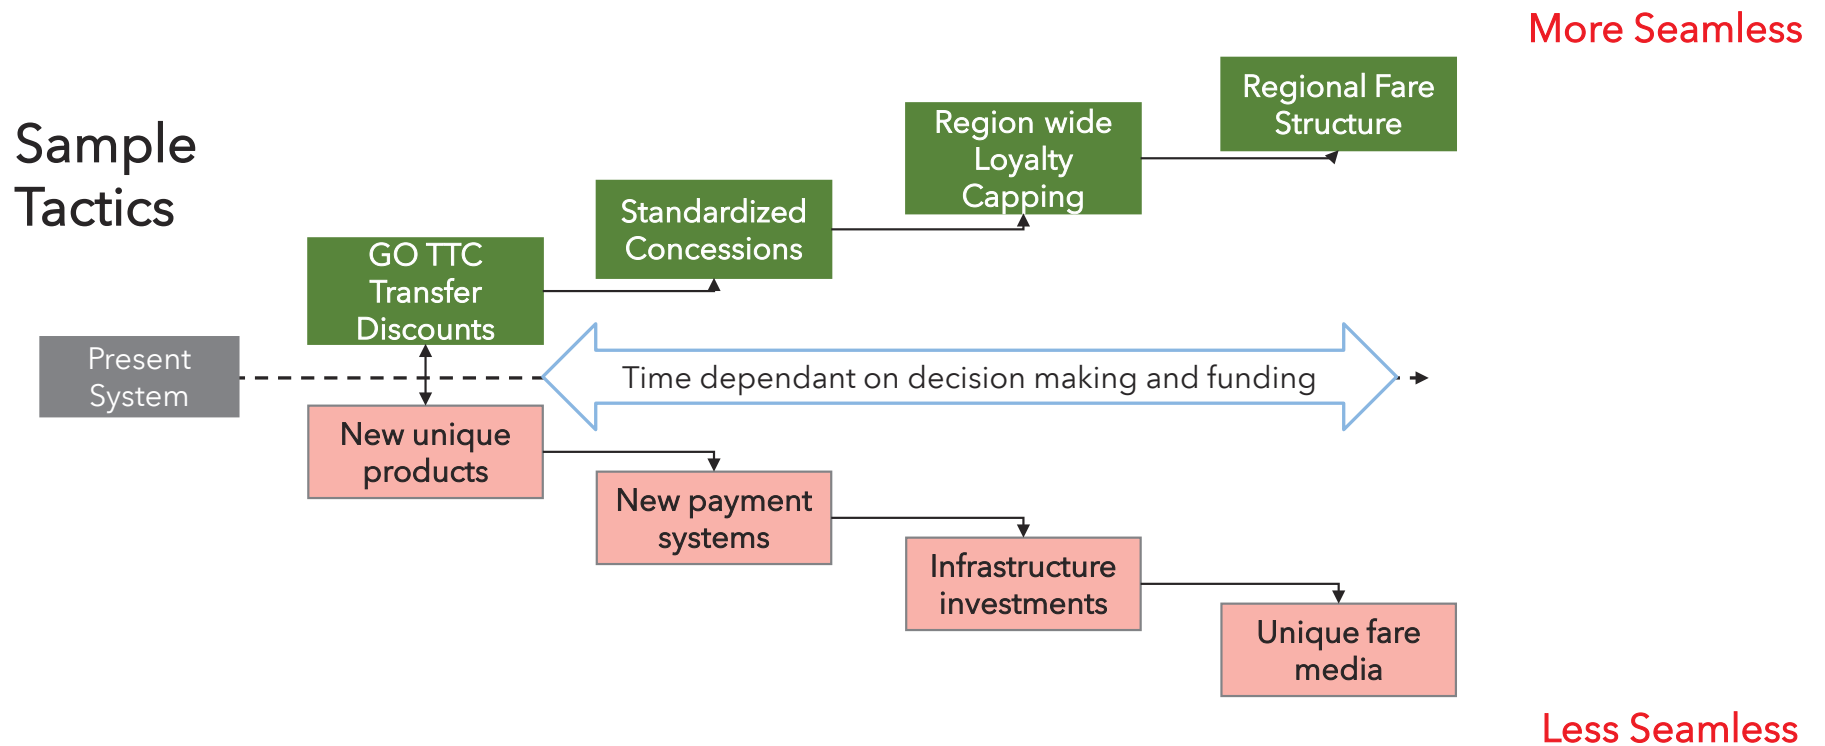 More Seamless
Sample
Tactics
Regional Fare
Structure
Region wide
Loyalty
Capping
Standardized
Concessions
GO TTC
Transfer
Discounts
Present
System
Time dependant on decision making and funding
New unique
products
New payment
systems
Infrastructure
investments
Unique fare
media
Less Seamless